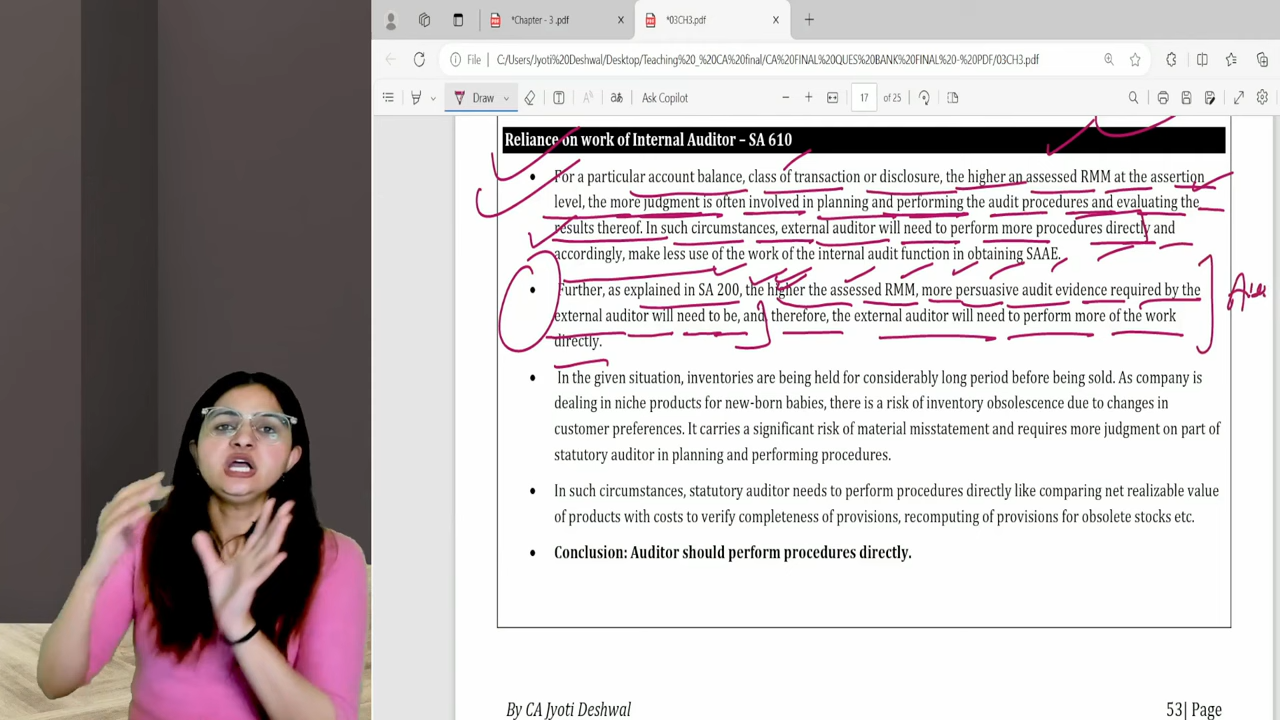 *Chapter - 3 .pdf
*03CH3.pdf
File
C:/Users/Jyoti%20Deshwal/Desktop/Teaching%20_%20CA%20final/CA%20FINAL%20QUES%20BANK%20FINAL%20-%20PDF/03CH3.pdf
Draw
Ask Copilot
17
of 25
Reliance on work of Internal Auditor – SA 610
• For a particular account balance, class of transaction or disclosure, the higher an assessed RMM at the assertion
level, the more judgment is often involved in planning and performing the audit procedures and evaluating the
results thereof. In such circumstances, external auditor will need to perform more procedures directly and
accordingly, make less use of the work of the internal audit function in obtaining SAAE.
• Further, as explained in SA 200, the higher the assessed RMM, more persuasive audit evidence required by the
external auditor will need to be, and therefore, the external auditor will need to perform more of the work
directly.
• In the given situation, inventories are being held for considerably long period before being sold. As company is
dealing in niche products for new-born babies, there is a risk of inventory obsolescence due to changes in
customer preferences. It carries a significant risk of material misstatement and requires more judgment on part of
statutory auditor in planning and performing procedures.
• In such circumstances, statutory auditor needs to perform procedures directly like comparing net realizable value
of products with costs to verify completeness of provisions, recomputing of provisions for obsolete stocks etc.
• Conclusion: Auditor should perform procedures directly.
By CA Jyoti Deshwal
53| Page